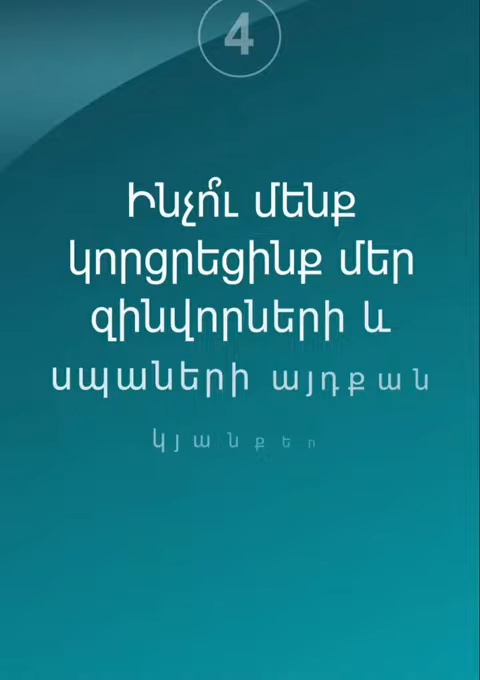 4
Ինչո՞ւ մենք
կորցրեցինք մեր
զինվորների և
սպաների այդքան
կյանքեր